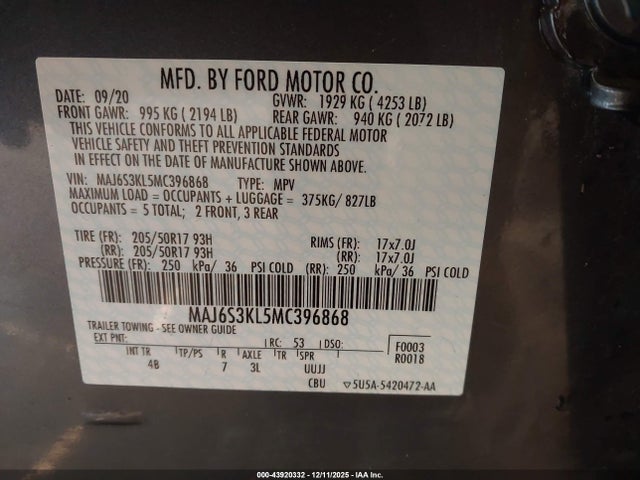 MFD. BY FORD MOTOR CO.
DATE: 09/20 GVWR: 1929 KG ( 4253 LB)
FRONT GAWR: 995 KG ( 2194 LB) REAR GAWR: 940 KG ( 2072 LB)
THIS VEHICLE CONFORMS TO ALL APPLICABLE FEDERAL MOTOR
VEHICLE SAFETY AND THEFT PREVENTION STANDARDS
IN EFFECT ON THE DATE OF MANUFACTURE SHOWN ABOVE.
VIN: MAJ6S3KL5MC396868 TYPE: MPV
MAXIMUM LOAD = OCCUPANTS + LUGGAGE = 375KG/ 827LB
OCCUPANTS = 5 TOTAL; 2 FRONT, 3 REAR
TIRE (FR): 205/50R17 93H RIMS (FR): 17x7.0J
(RR): 205/50R17 93H (RR): 17x7.0J
PRESSURE (FR): 250 kPa/ 36 PSI COLD (RR): 250 kPa/ 36 PSI COLD
MAJ6S3KL5MC396868
TRAILER TOWING - SEE OWNER GUIDE
EXT PNT: RC: 53 DSO: F0003
R0018
INT TR TP/PS R AXLE TR SPR
4B 7 3L UUJJ
CBU 5U5A-5420472-AA
000-43920332 - 12/11/2025 - IAA Inc.